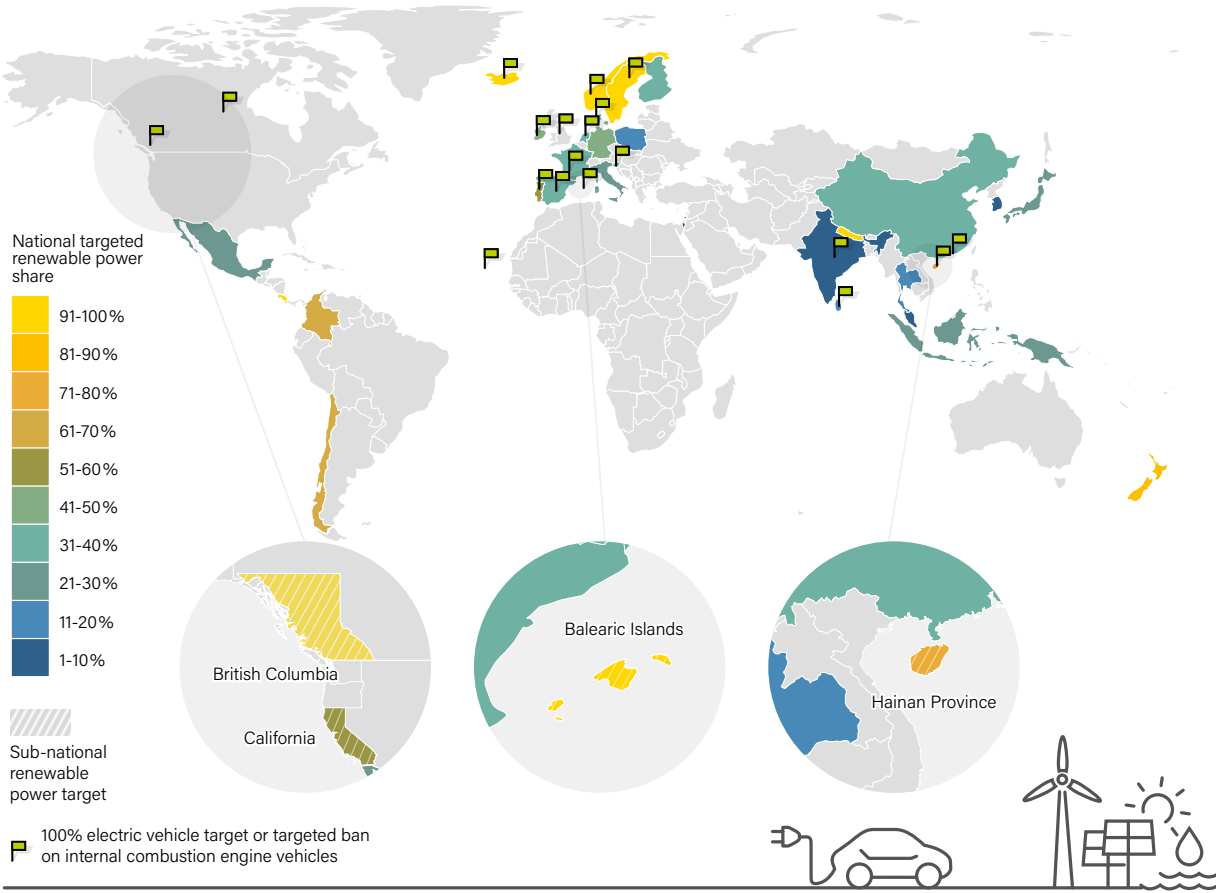 National targeted
renewable power
share
91-100%
81-90%
71-80%
61-70%
51-60%
41-50%
31-40%
21-30%
11-20%
1-10%
Sub-national
renewable
power target
100% electric vehicle target or targeted ban
on internal combustion engine vehicles
British Columbia
California
Balearic Islands
Hainan Province